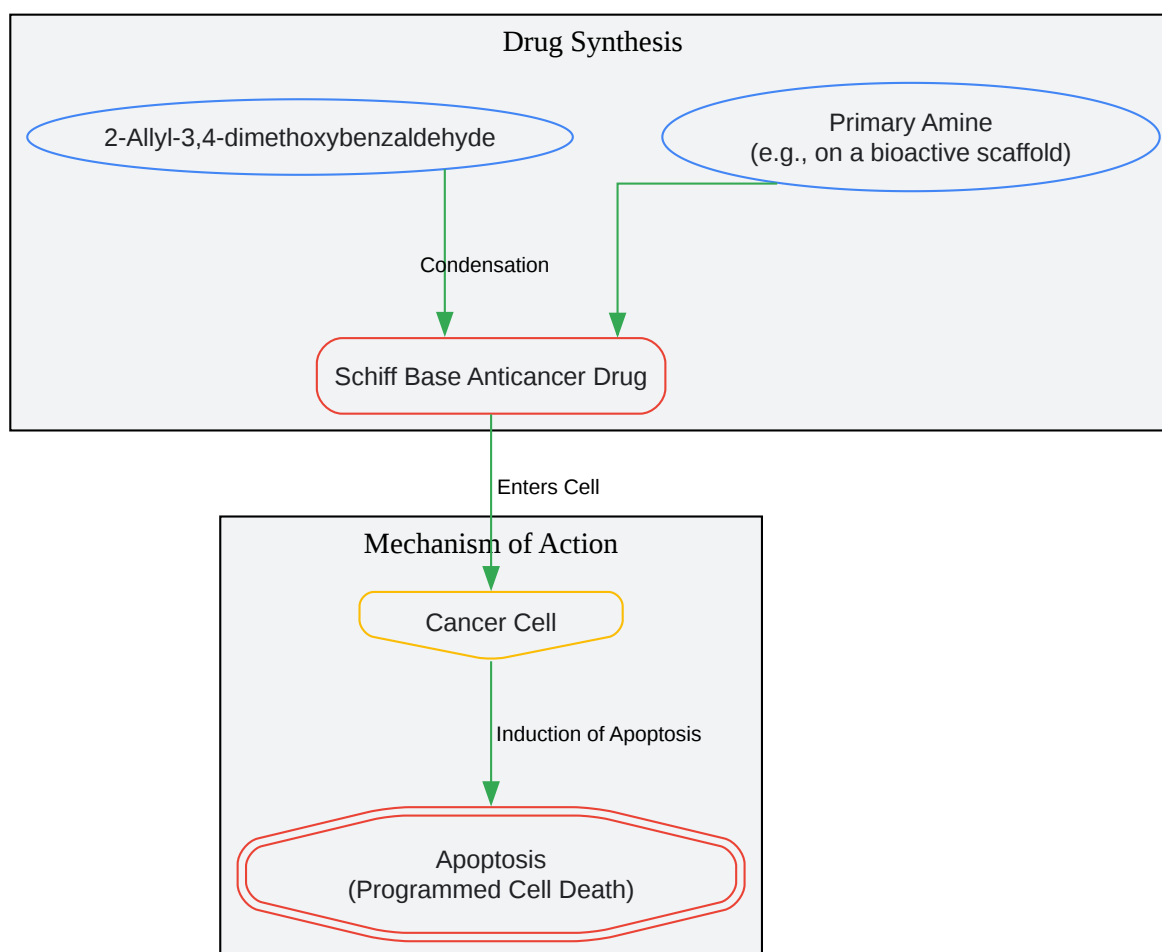 Drug Synthesis
2-Allyl-3,4-dimethoxybenzaldehyde
Primary Amine
(e.g., on a bioactive scaffold)
Condensation
Schiff Base Anticancer Drug
Enters Cell
Mechanism of Action
Cancer Cell
Induction of Apoptosis
Apoptosis
(Programmed Cell Death)